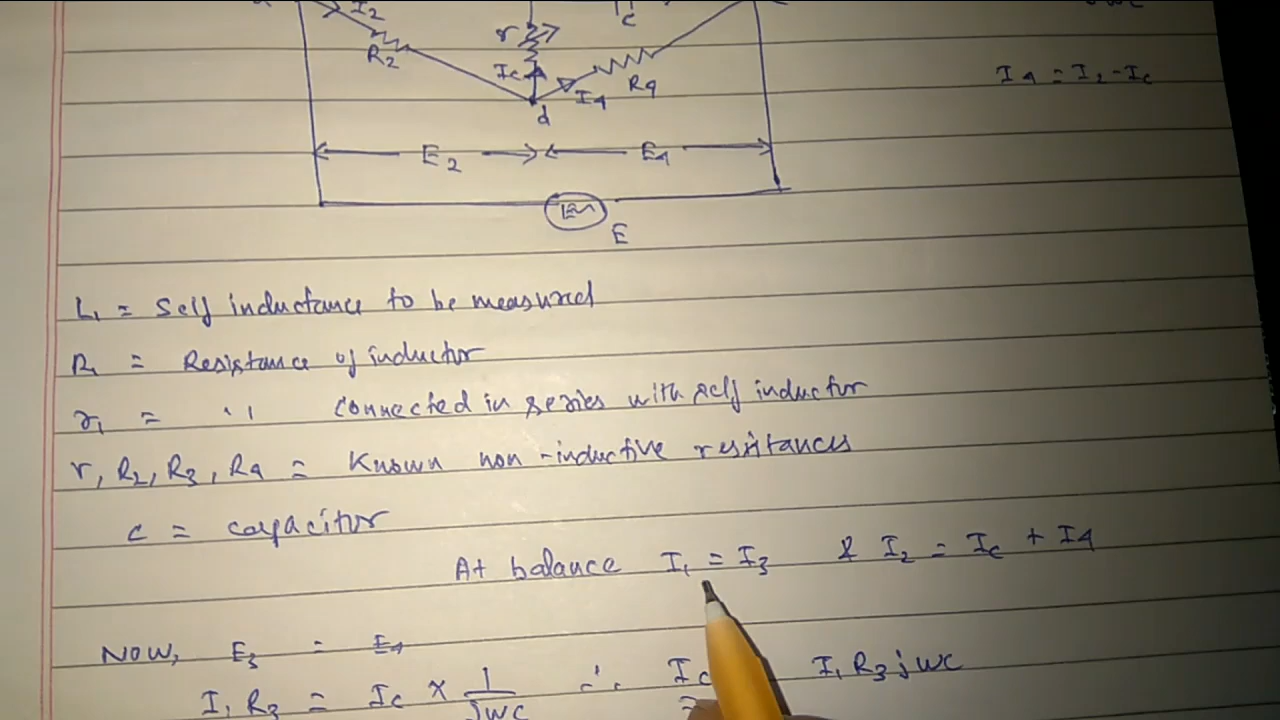 I2
r
c
R2
Ic
R4
I4
I4 = I2 - Ic
d
E2
E4
E
L1 = Self inductance to be measured
R1 = Resistance of inductor
r1 = '' connected in series with self inductor
r, R2, R3, R4 = Known non-inductive resistances
c = capacitor
At balance I1 = I3 & I2 = Ic + I4
Now, E3 = E4
I1 R3 = Ic × 1/jwc ∴ Ic I1 R3 jwc